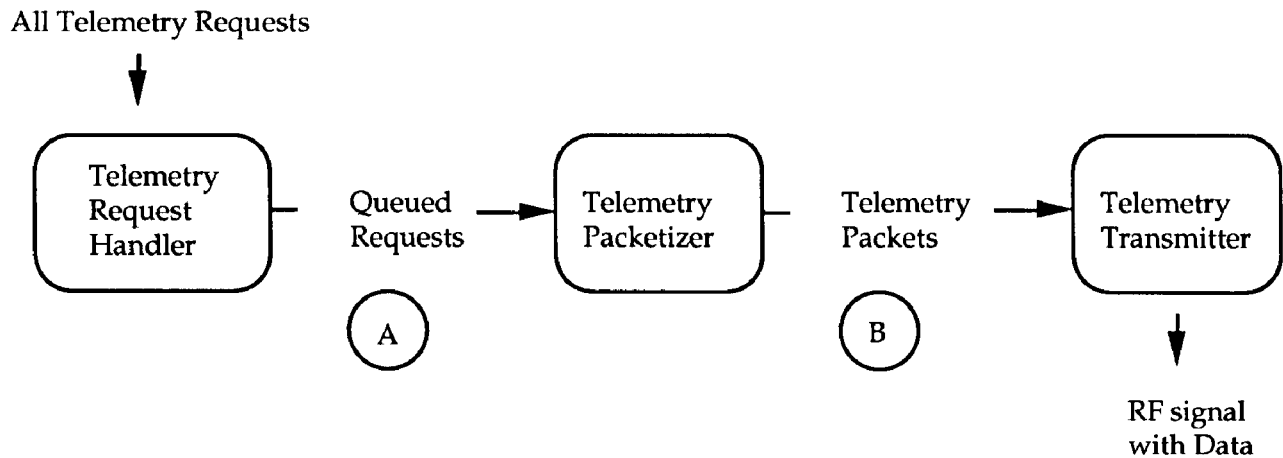 All Telemetry Requests
Telemetry
Request
Handler
Queued
Requests
Telemetry
Packetizer
Telemetry
Packets
Telemetry
Transmitter
A
B
RF signal
with Data